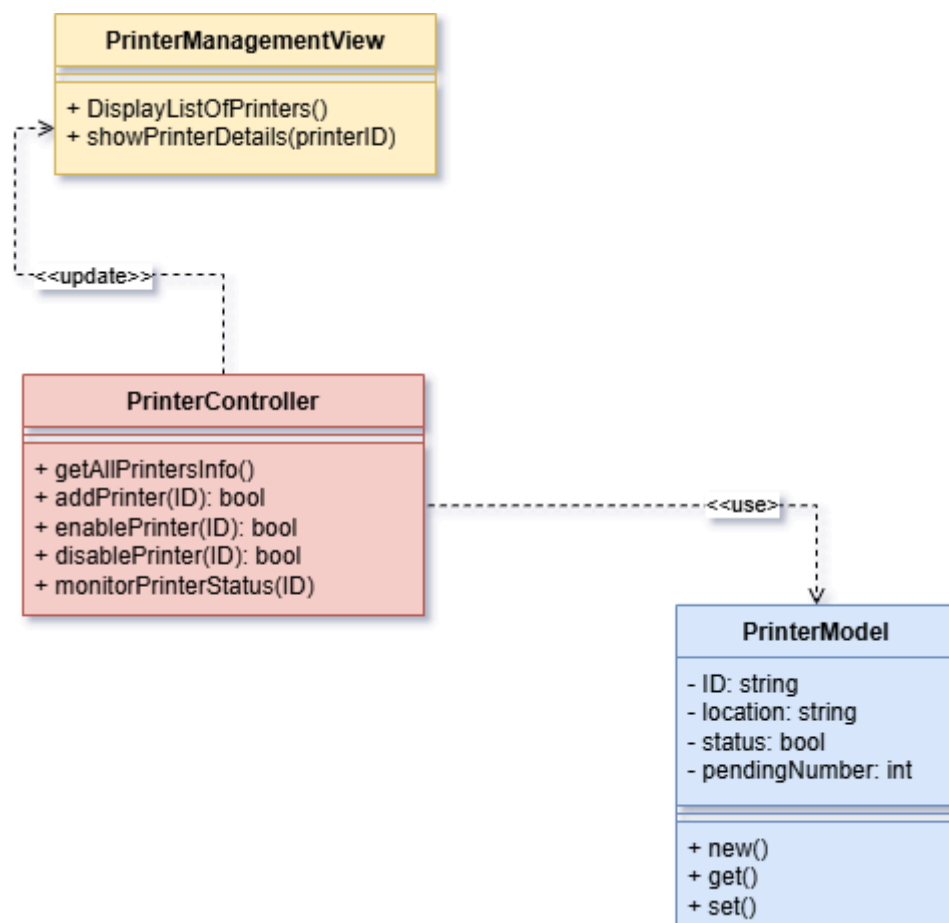 PrinterManagementView
+ DisplayListOfPrinters()
+ showPrinterDetails(printerID)
<<update>>
PrinterController
+ getAllPrintersInfo()
+ addPrinter(ID): bool
+ enablePrinter(ID): bool
+ disablePrinter(ID): bool
+ monitorPrinterStatus(ID)
<<use>
PrinterModel
- ID: string
- location: string
- status: bool
- pendingNumber: int
+ new()
+ get()
+ set()